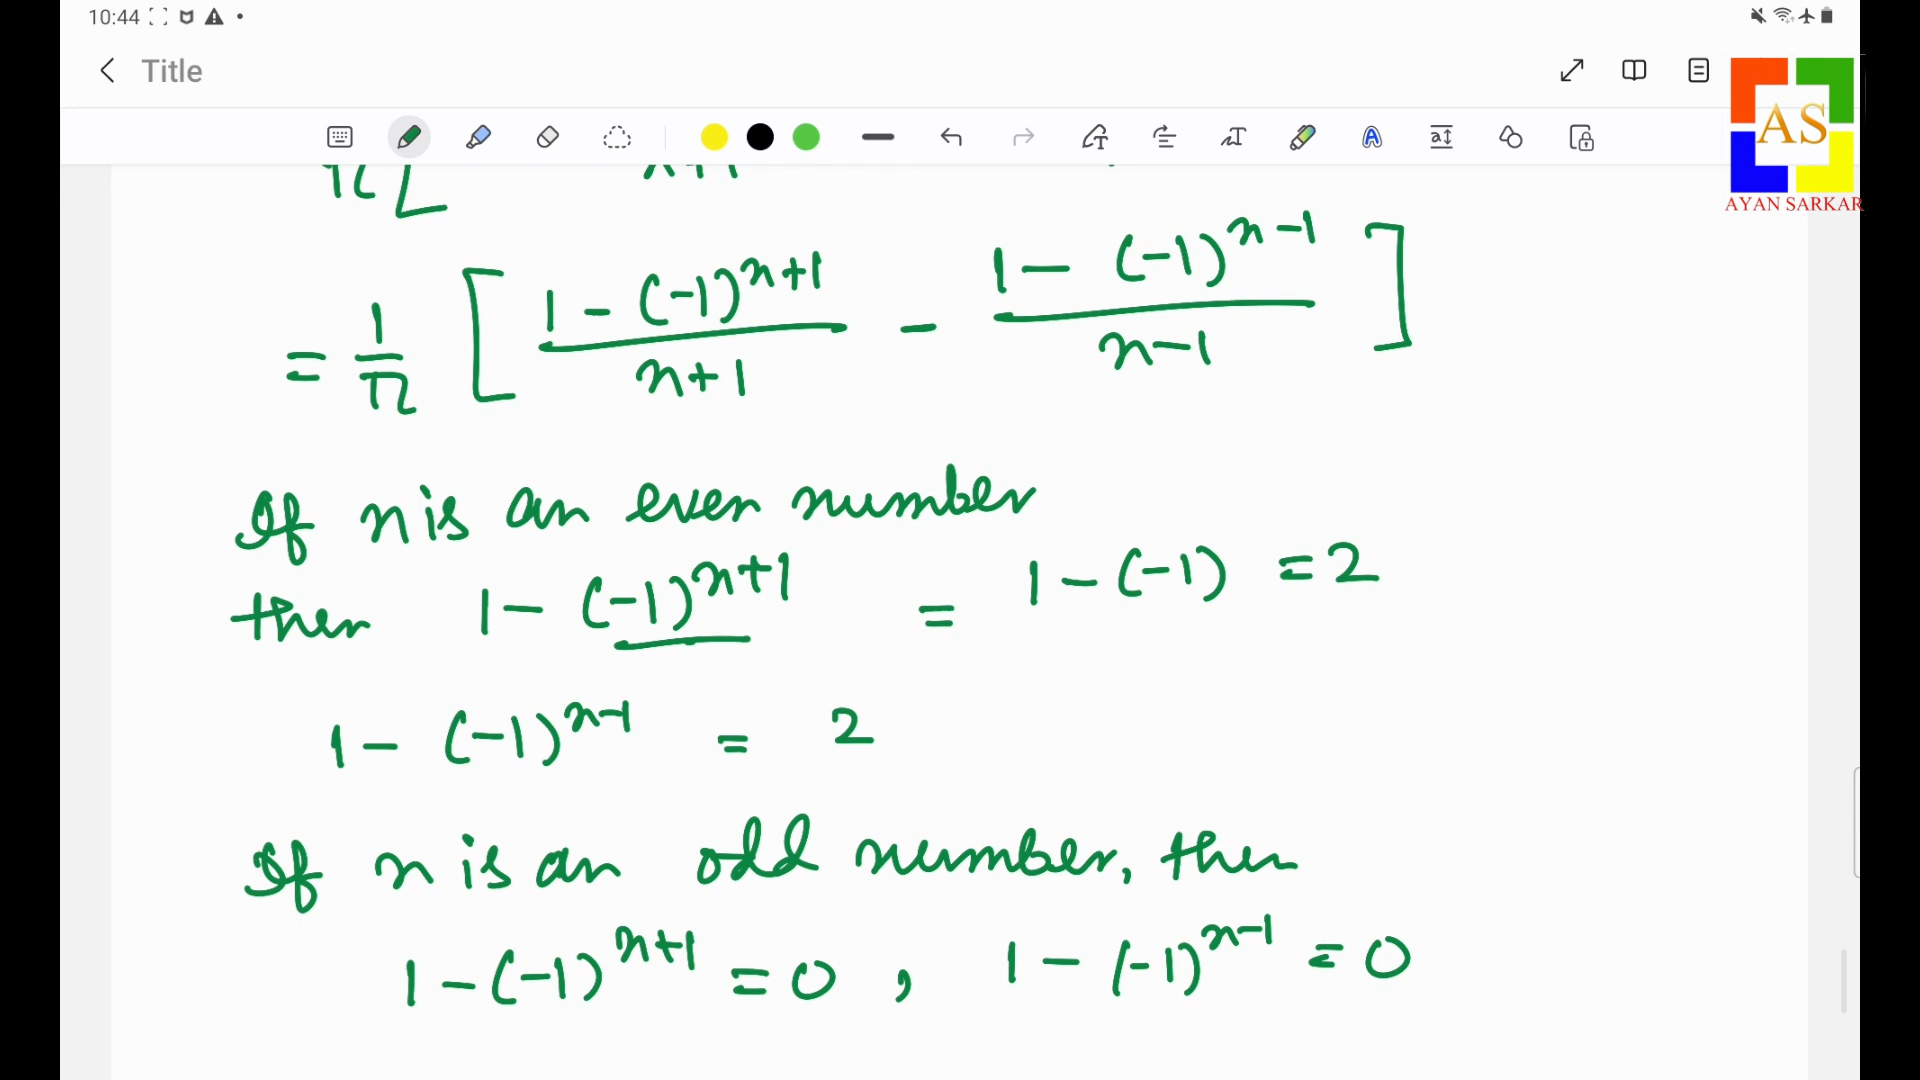 10:44
Title
AS
AYAN SARKAR
= 1/π [ (1 - (-1)^(n+1))/(n+1) - (1 - (-1)^(n-1))/(n-1) ]
If n is an even number
then 1 - (-1)^(n+1) = 1 - (-1) = 2
1 - (-1)^(n-1) = 2
If n is an odd number, then
1 - (-1)^(n+1) = 0 , 1 - (-1)^(n-1) = 0